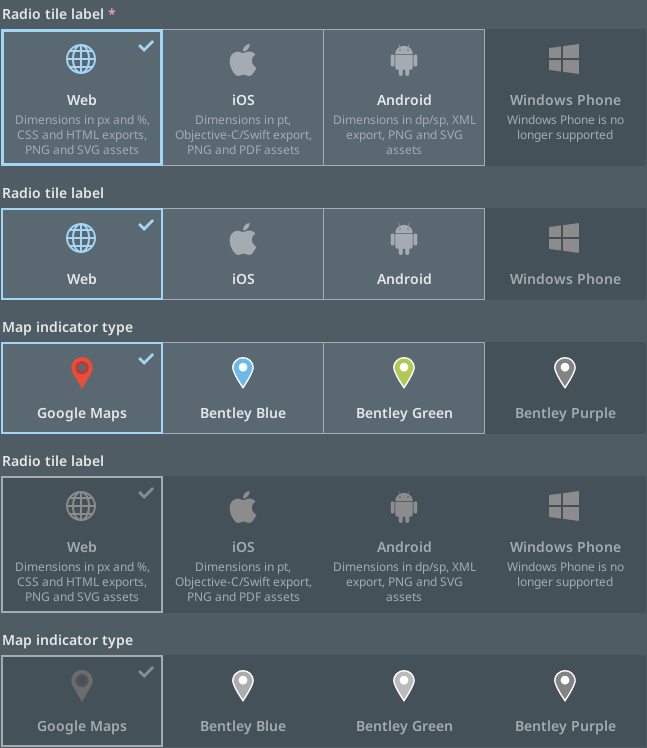 Radio tile label *
Web
Dimensions in px and %,
CSS and HTML exports,
PNG and SVG assets
iOS
Dimensions in pt,
Objective-C/Swift export,
PNG and PDF assets
Android
Dimensions in dp/sp, XML
export, PNG and SVG
assets
Windows Phone
Windows Phone is no
longer supported
Radio tile label
Web
iOS
Android
Windows Phone
Map indicator type
Google Maps
Bentley Blue
Bentley Green
Bentley Purple
Radio tile label
Web
Dimensions in px and %,
CSS and HTML exports,
PNG and SVG assets
iOS
Dimensions in pt,
Objective-C/Swift export,
PNG and PDF assets
Android
Dimensions in dp/sp, XML
export, PNG and SVG
assets
Windows Phone
Windows Phone is no
longer supported
Map indicator type
Google Maps
Bentley Blue
Bentley Green
Bentley Purple